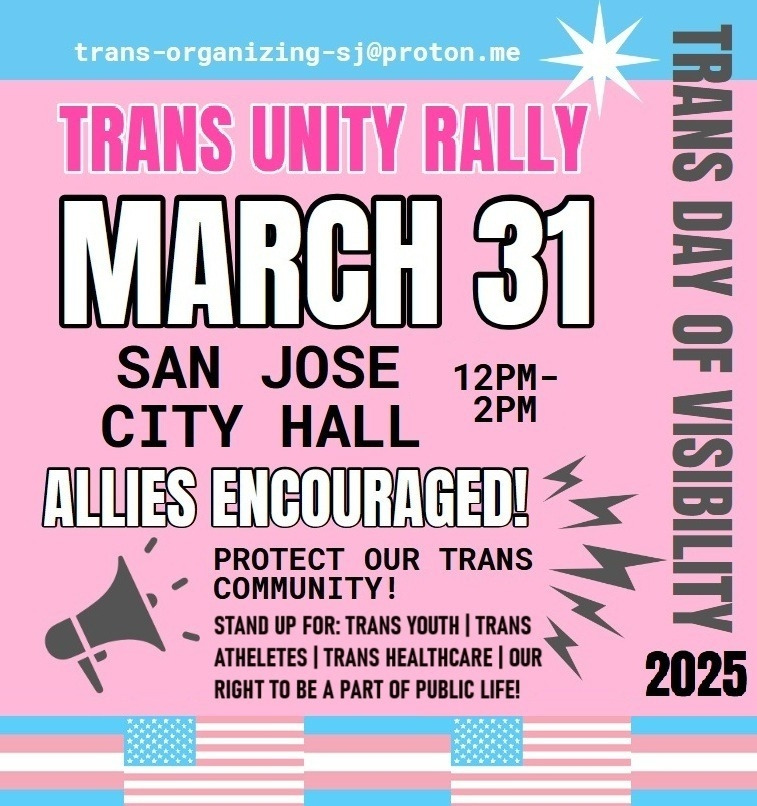 trans-organizing-sj@proton.me
TRANS UNITY RALLY
MARCH 31
SAN JOSE
CITY HALL
12PM-
2PM
ALLIES ENCOURAGED!
PROTECT OUR TRANS
COMMUNITY!
STAND UP FOR: TRANS YOUTH | TRANS
ATHELETES | TRANS HEALTHCARE | OUR
RIGHT TO BE A PART OF PUBLIC LIFE!
TRANS DAY OF VISIBILITY
2025